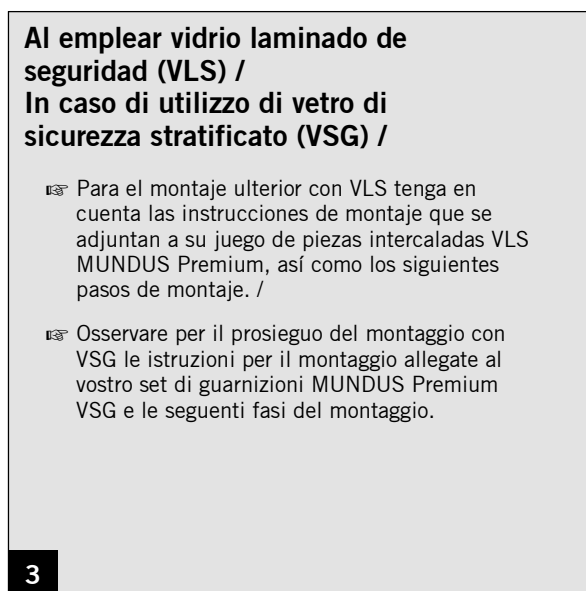 Al emplear vidrio laminado de
seguridad (VLS) /
In caso di utilizzo di vetro di
sicurezza stratificato (VSG) /
☞ Para el montaje ulterior con VLS tenga en
cuenta las instrucciones de montaje que se
adjuntan a su juego de piezas intercaladas VLS
MUNDUS Premium, así como los siguientes
pasos de montaje. /
☞ Osservare per il prosieguo del montaggio con
VSG le istruzioni per il montaggio allegate al
vostro set di guarnizioni MUNDUS Premium
VSG e le seguenti fasi del montaggio.
3